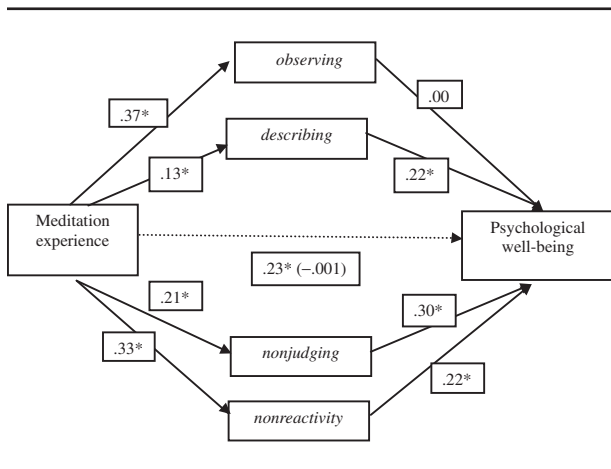 observing
.00
.37*
describing
.13*
.22*
Meditation
experience
Psychological
well-being
.23* (−.001)
.21*
.30*
.33*
nonjudging
.22*
nonreactivity